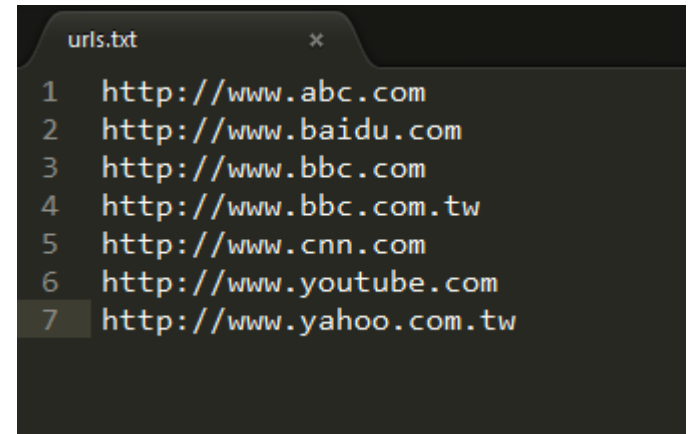 urls.txt ×
1 http://www.abc.com
2 http://www.baidu.com
3 http://www.bbc.com
4 http://www.bbc.com.tw
5 http://www.cnn.com
6 http://www.youtube.com
7 http://www.yahoo.com.tw